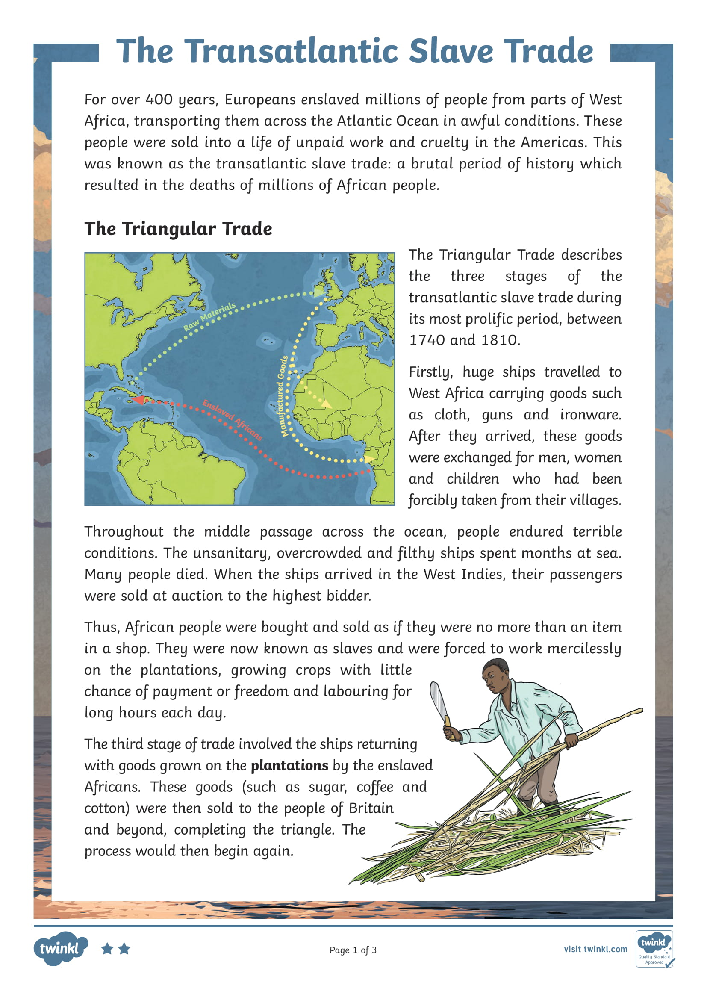 The Transatlantic Slave Trade
For over 400 years, Europeans enslaved millions of people from parts of West
Africa, transporting them across the Atlantic Ocean in awful conditions. These
people were sold into a life of unpaid work and cruelty in the Americas. This
was known as the transatlantic slave trade: a brutal period of history which
resulted in the deaths of millions of African people.
The Triangular Trade
Raw Materials
Manufactured Goods
Enslaved Africans
The Triangular Trade describes
the three stages of the
transatlantic slave trade during
its most prolific period, between
1740 and 1810.
Firstly, huge ships travelled to
West Africa carrying goods such
as cloth, guns and ironware.
After they arrived, these goods
were exchanged for men, women
and children who had been
forcibly taken from their villages.
Throughout the middle passage across the ocean, people endured terrible
conditions. The unsanitary, overcrowded and filthy ships spent months at sea.
Many people died. When the ships arrived in the West Indies, their passengers
were sold at auction to the highest bidder.
Thus, African people were bought and sold as if they were no more than an item
in a shop. They were now known as slaves and were forced to work mercilessly
on the plantations, growing crops with little
chance of payment or freedom and labouring for
long hours each day.
The third stage of trade involved the ships returning
with goods grown on the plantations by the enslaved
Africans. These goods (such as sugar, coffee and
cotton) were then sold to the people of Britain
and beyond, completing the triangle. The
process would then begin again.
twinkl
Page 1 of 3
visit twinkl.com
twinkl
Quality Standard
Approved